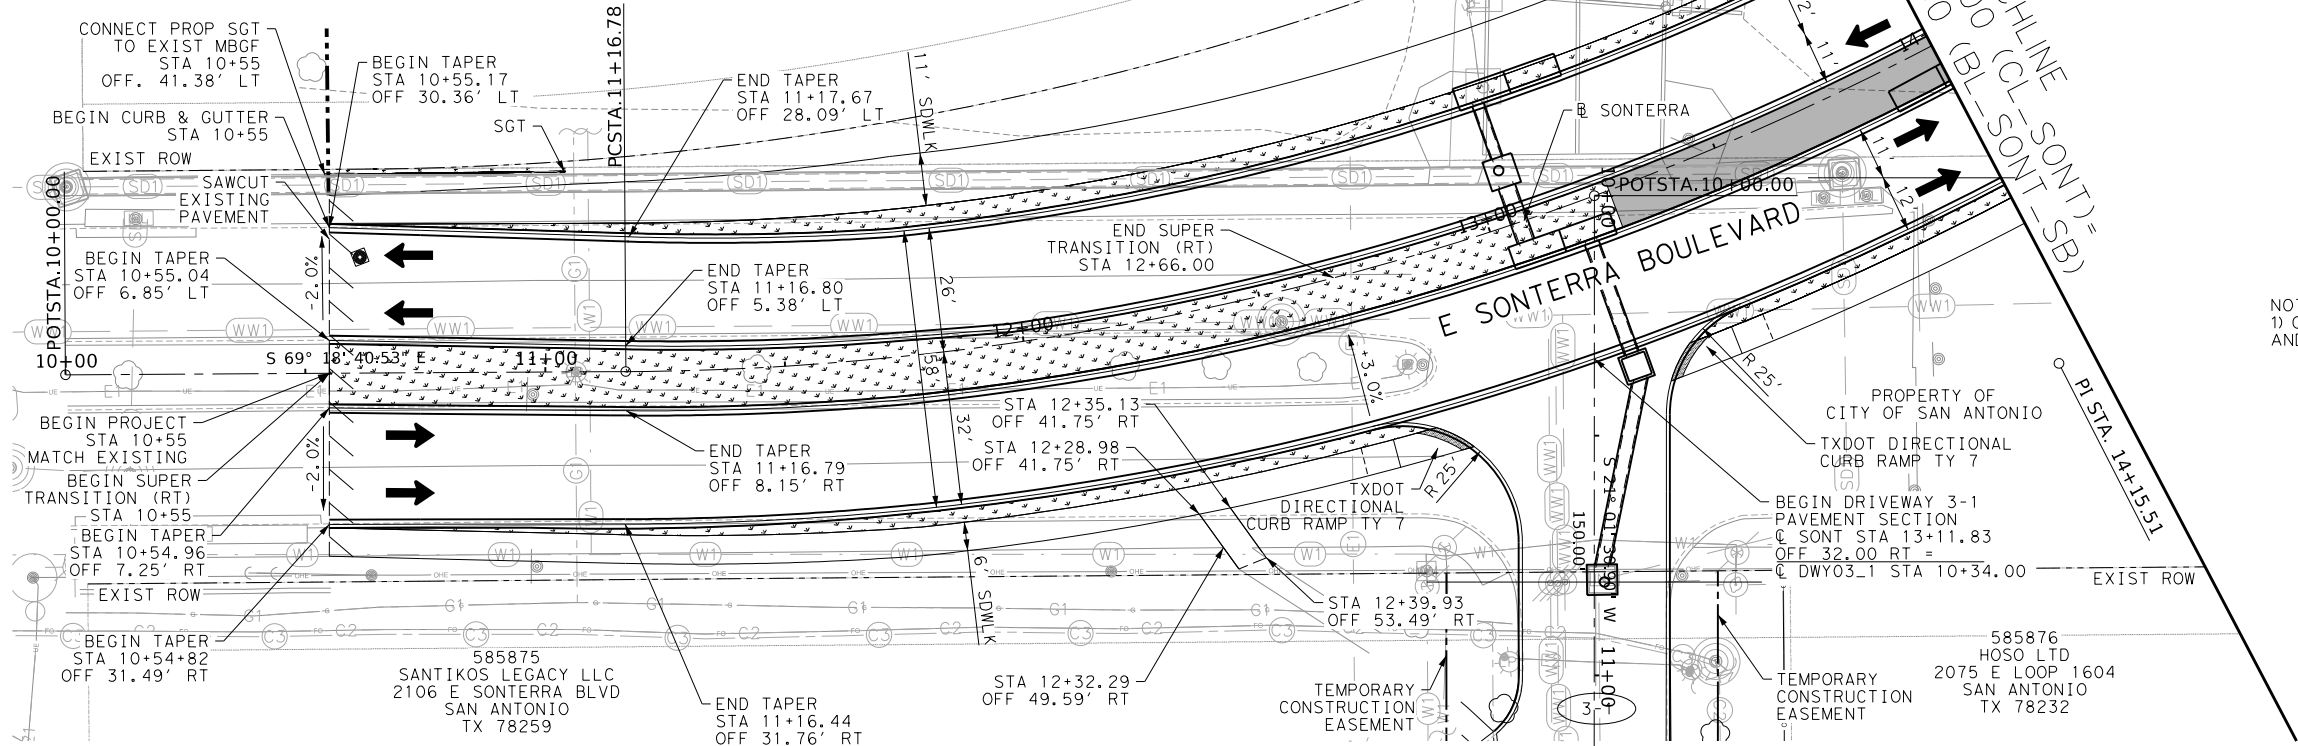 CONNECT PROP SGT
TO EXIST MBGF
STA 10+55
OFF. 41.38' LT
BEGIN CURB & GUTTER
STA 10+55
EXIST ROW
SAWCUT
EXISTING
PAVEMENT
BEGIN TAPER
STA 10+55.04
OFF 6.85' LT
POTSTA.10+00.00
10+00
BEGIN TAPER
STA 10+55.17
OFF 30.36' LT
SGT
PCSTA.11+16.78
END TAPER
STA 11+17.67
OFF 28.09' LT
11' SDWLK
-2.0%
S 69° 18' 40.53" E
11+00
END TAPER
STA 11+16.80
OFF 5.38' LT
26'
58'
32'
12+00
END SUPER
TRANSITION (RT)
STA 12+66.00
13+00
℄ SONTERRA
POTSTA.10+00.00
10+00
E SONTERRA BOULEVARD
11'
11'
12'
+3.0%
BEGIN PROJECT
STA 10+55
MATCH EXISTING
BEGIN SUPER
TRANSITION (RT)
STA 10+55
BEGIN TAPER
STA 10+54.96
OFF 7.25' RT
-2.0%
EXIST ROW
BEGIN TAPER
STA 10+54+82
OFF 31.49' RT
END TAPER
STA 11+16.79
OFF 8.15' RT
STA 12+35.13
OFF 41.75' RT
STA 12+28.98
OFF 41.75' RT
TXDOT
DIRECTIONAL
CURB RAMP TY 7
R 25'
R 25'
6' SDWLK
STA 12+39.93
OFF 53.49' RT
STA 12+32.29
OFF 49.59' RT
END TAPER
STA 11+16.44
OFF 31.76' RT
585875
SANTIKOS LEGACY LLC
2106 E SONTERRA BLVD
SAN ANTONIO
TX 78259
TEMPORARY
CONSTRUCTION
EASEMENT
150.00'
11+00
3-1
PROPERTY OF
CITY OF SAN ANTONIO
TXDOT DIRECTIONAL
CURB RAMP TY 7
BEGIN DRIVEWAY 3-1
PAVEMENT SECTION
℄ SONT STA 13+11.83
OFF 32.00 RT =
℄ DWY03_1 STA 10+34.00
EXIST ROW
TEMPORARY
CONSTRUCTION
EASEMENT
585876
HOSO LTD
2075 E LOOP 1604
SAN ANTONIO
TX 78232
PI STA. 14+15.51
(CL-SONT)=
(BL-SONT-SB)